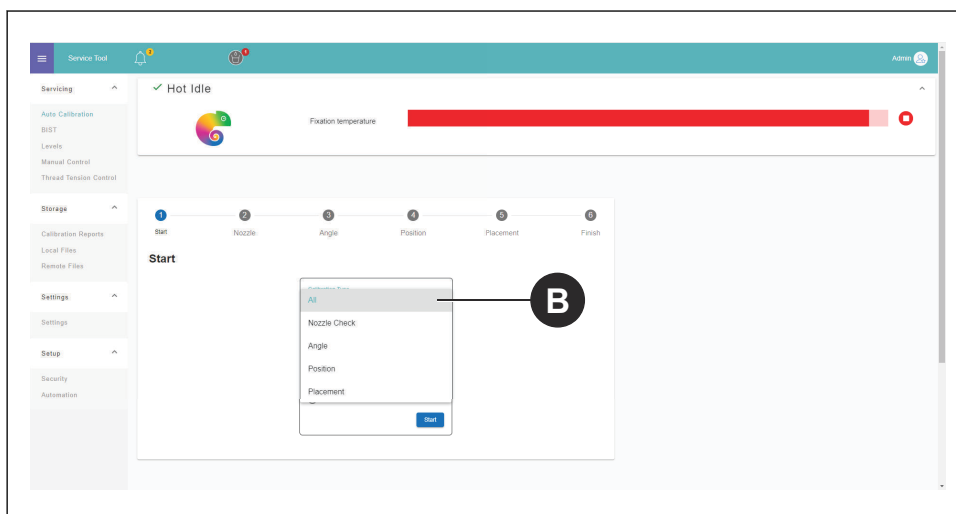 Service Tool
Admin
Servicing
Auto Calibration
BIST
Levels
Manual Control
Thread Tension Control
Storage
Calibration Reports
Local Files
Remote Files
Settings
Settings
Setup
Security
Automation
Hot Idle
Fixation temperature
1 2 3 4 5 6
Start Nozzle Angle Position Placement Finish
Start
Calibration Type
All
Nozzle Check
Angle
Position
Placement
Start
B